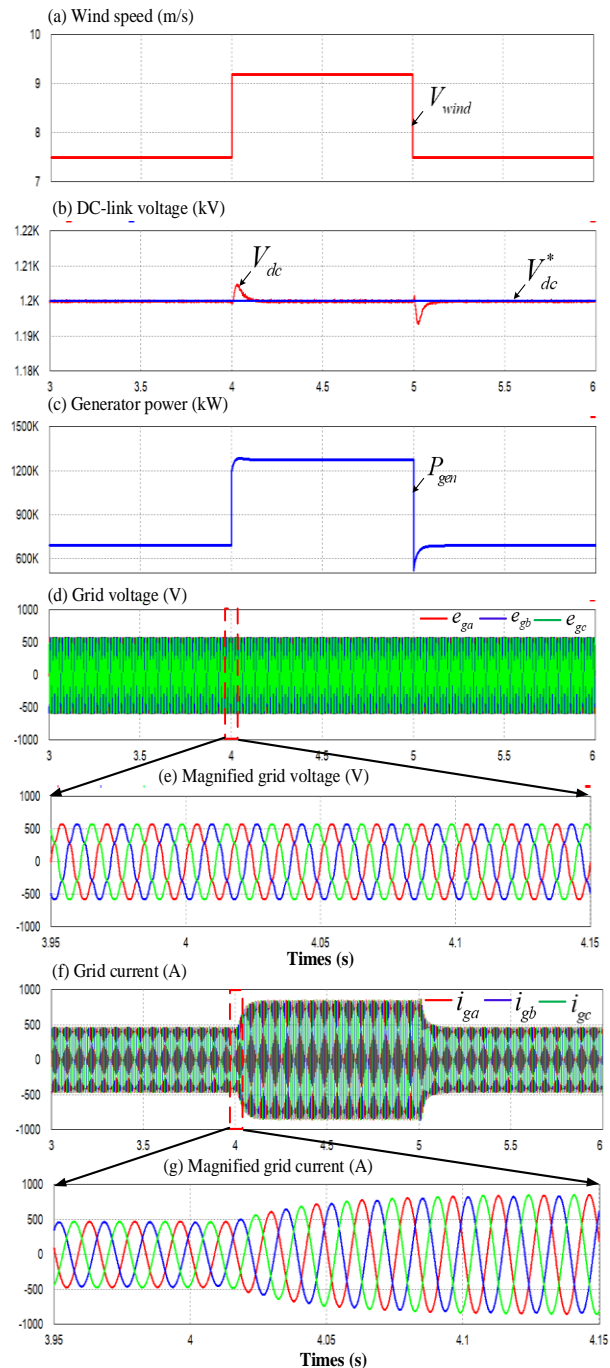 (a) Wind speed (m/s)
10
9
8
7
V_wind
(b) DC-link voltage (kV)
1.22K
1.21K
1.2K
1.19K
1.18K
V_dc
V*_dc
3 3.5 4 4.5 5 5.5 6
(c) Generator power (kW)
1500K
1200K
900K
600K
P_gen
(d) Grid voltage (V)
1000
500
0
-500
-1000
e_ga e_gb e_gc
3 3.5 4 4.5 5 5.5 6
(e) Magnified grid voltage (V)
1000
500
0
-500
-1000
3.95 4 4.05 4.1 4.15
Times (s)
(f) Grid current (A)
1000
500
0
-500
-1000
i_ga i_gb i_gc
3 3.5 4 4.5 5 5.5 6
(g) Magnified grid current (A)
1000
500
0
-500
-1000
3.95 4 4.05 4.1 4.15
Times (s)